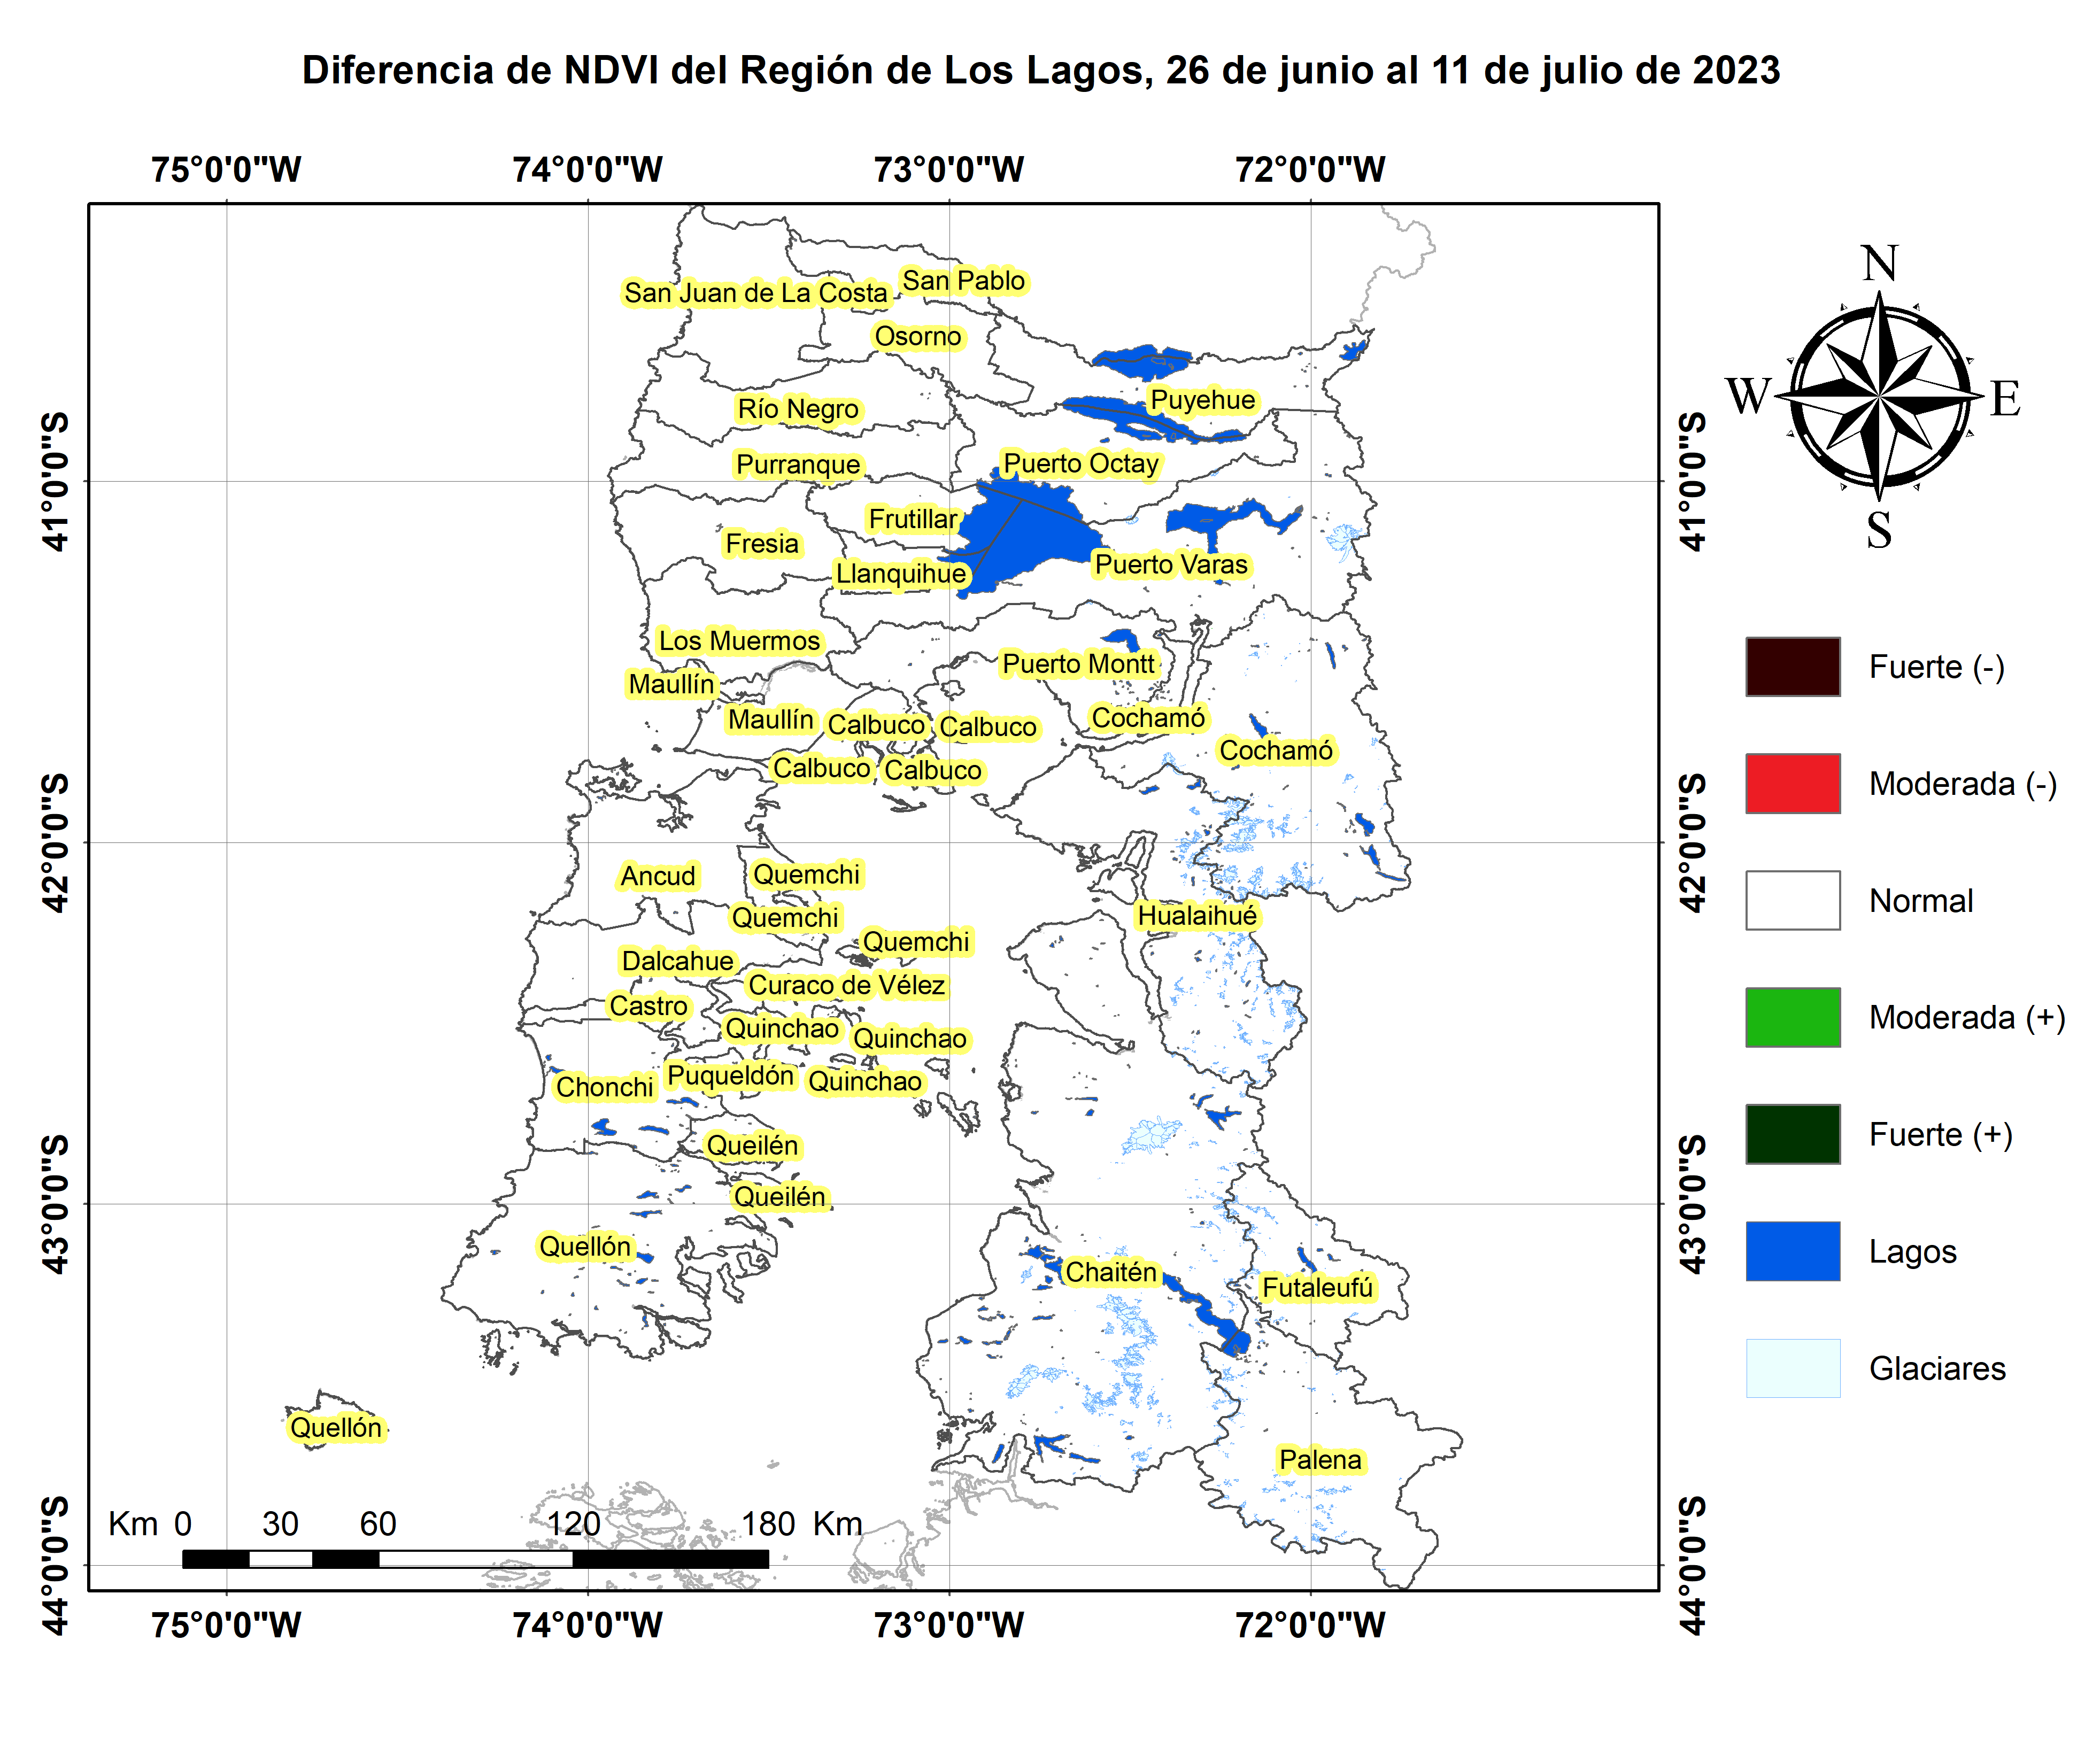 Diferencia de NDVI del Región de Los Lagos, 26 de junio al 11 de julio de 2023
75°0'0"W 74°0'0"W 73°0'0"W 72°0'0"W
N
W E
S
San Pablo
San Juan de La Costa
Osorno
Puyehue
Río Negro
Puerto Octay
Purranque
41°0'0"S 41°0'0"S
Frutillar
Fresia
Puerto Varas
Llanquihue
Los Muermos
Puerto Montt
Maullín
Maullín Calbuco Calbuco Cochamó
Cochamó
Calbuco Calbuco
42°0'0"S 42°0'0"S
Ancud Quemchi
Quemchi Hualaihué
Quemchi
Dalcahue
Curaco de Vélez
Castro
Quinchao
Quinchao
Puqueldón Quinchao
Chonchi
Queilén
Queilén
43°0'0"S 43°0'0"S
Quellón
Chaitén
Futaleufú
Quellón
Palena
44°0'0"S 44°0'0"S
Km 0 30 60 120 180 Km
75°0'0"W 74°0'0"W 73°0'0"W 72°0'0"W
Fuerte (-)
Moderada (-)
Normal
Moderada (+)
Fuerte (+)
Lagos
Glaciares